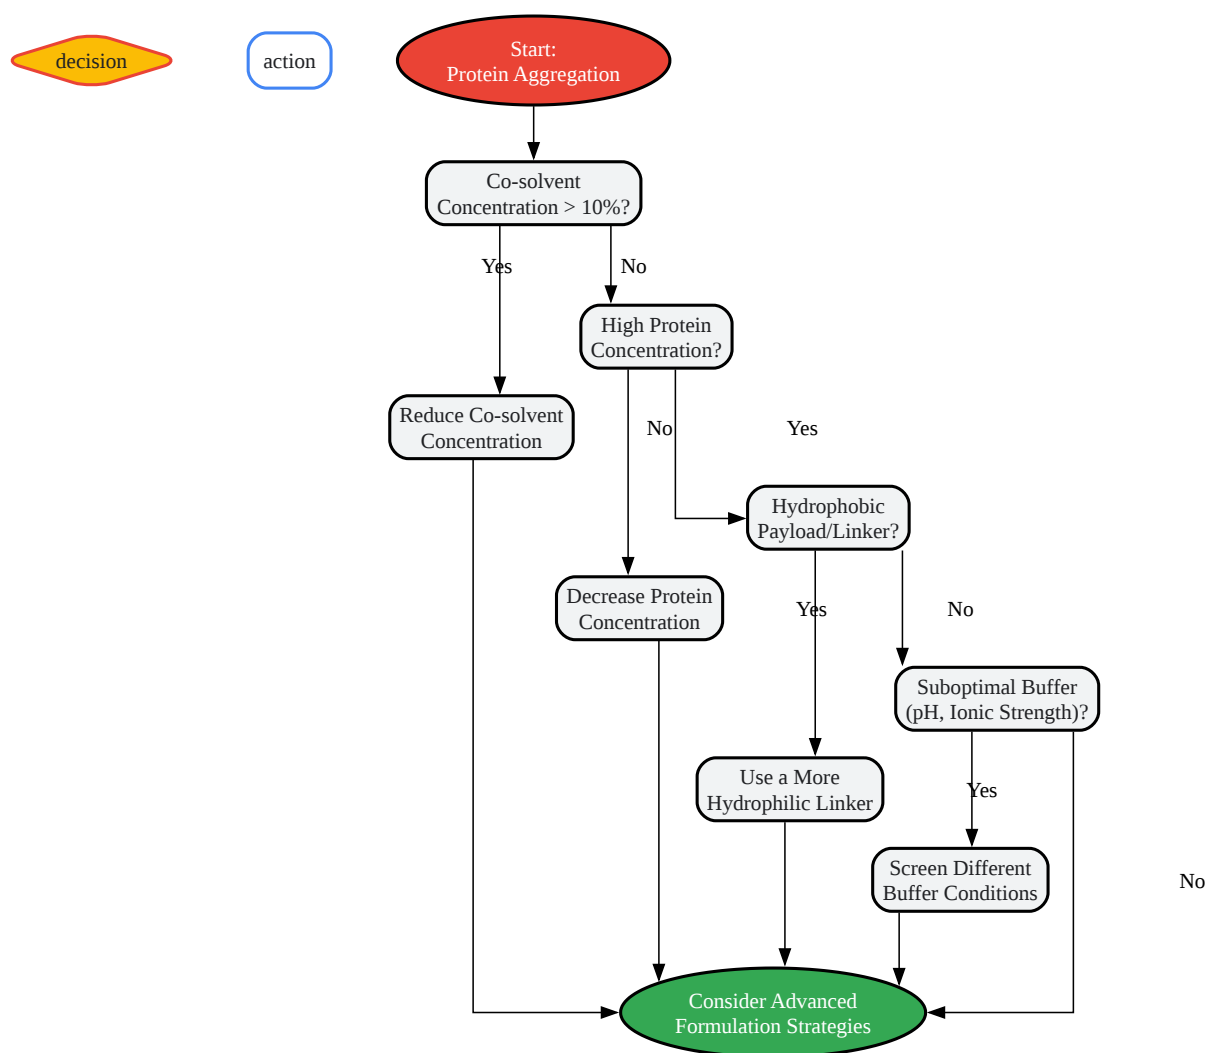 decision
action
Start:
Protein Aggregation
Co-solvent
Concentration > 10%?
Yes
No
High Protein
Concentration?
Reduce Co-solvent
Concentration
No
Yes
Hydrophobic
Payload/Linker?
Decrease Protein
Concentration
Yes
No
Suboptimal Buffer
(pH, Ionic Strength)?
Use a More
Hydrophilic Linker
Yes
Screen Different
Buffer Conditions
No
Consider Advanced
Formulation Strategies